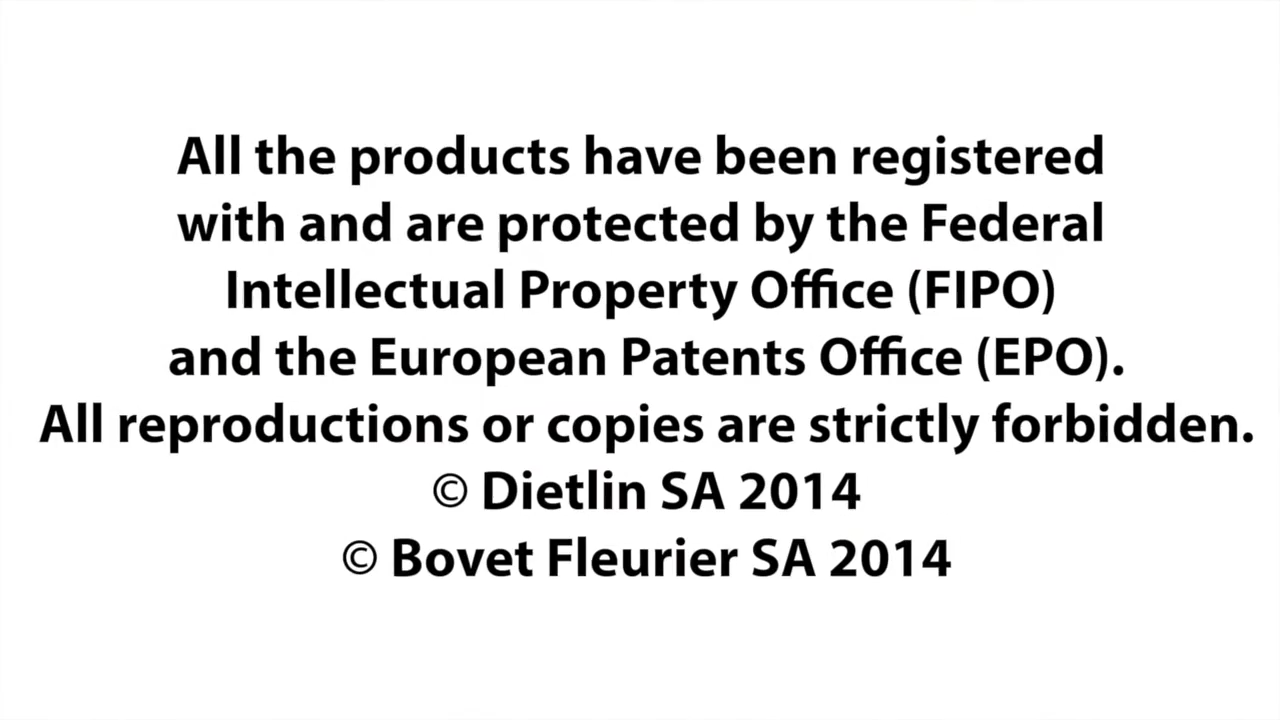 All the products have been registered
with and are protected by the Federal
Intellectual Property Office (FIPO)
and the European Patents Office (EPO).
All reproductions or copies are strictly forbidden.
© Dietlin SA 2014
© Bovet Fleurier SA 2014